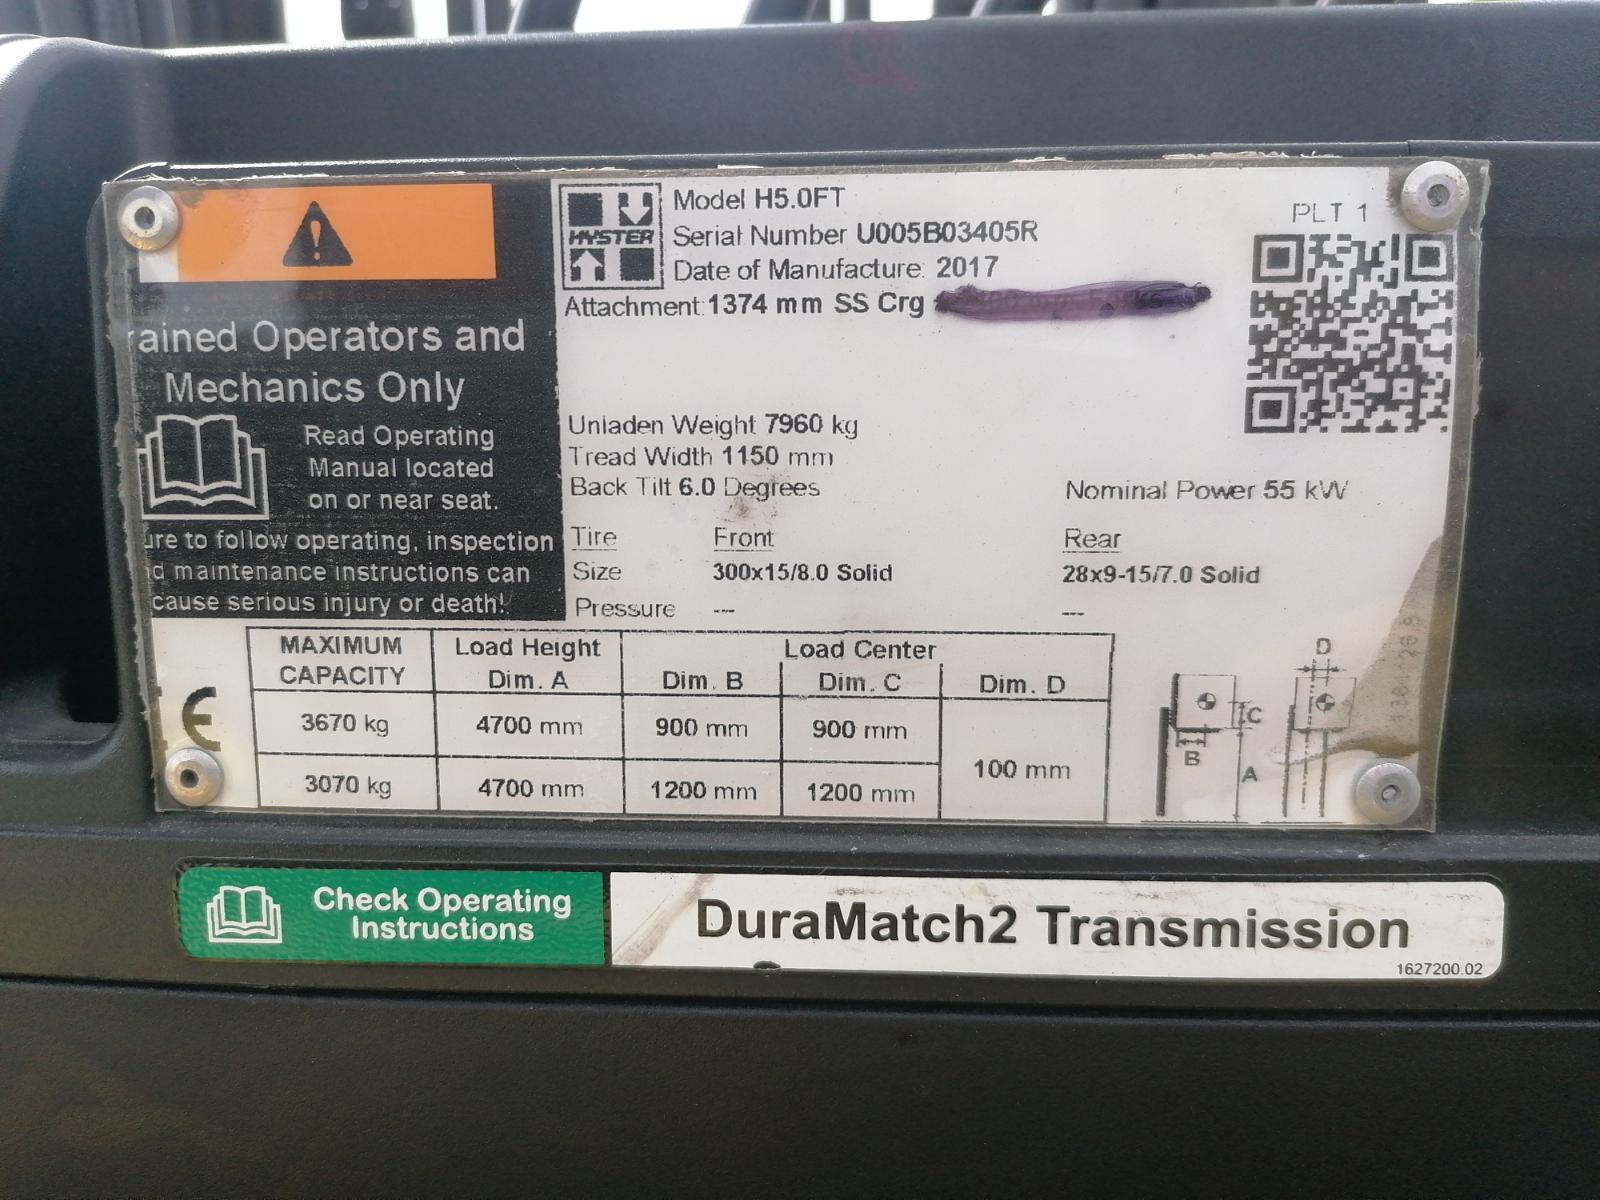 HYSTER
Model H5.0FT
Serial Number U005B03405R
Date of Manufacture: 2017
Attachment: 1374 mm SS Crg
PLT 1
rained Operators and
Mechanics Only
Read Operating
Manual located
on or near seat.
ure to follow operating, inspection
d maintenance instructions can
cause serious injury or death!
Unladen Weight 7960 kg
Tread Width 1150 mm
Back Tilt 6.0 Degrees
Nominal Power 55 kW
Tire Front Rear
Size 300x15/8.0 Solid 28x9-15/7.0 Solid
Pressure --- ---
MAXIMUM CAPACITY Load Height Dim. A Load Center Dim. B Dim. C Dim. D
3670 kg 4700 mm 900 mm 900 mm 100 mm
3070 kg 4700 mm 1200 mm 1200 mm
CE
D
C
B
A
Check Operating
Instructions
DuraMatch2 Transmission
1627200 02